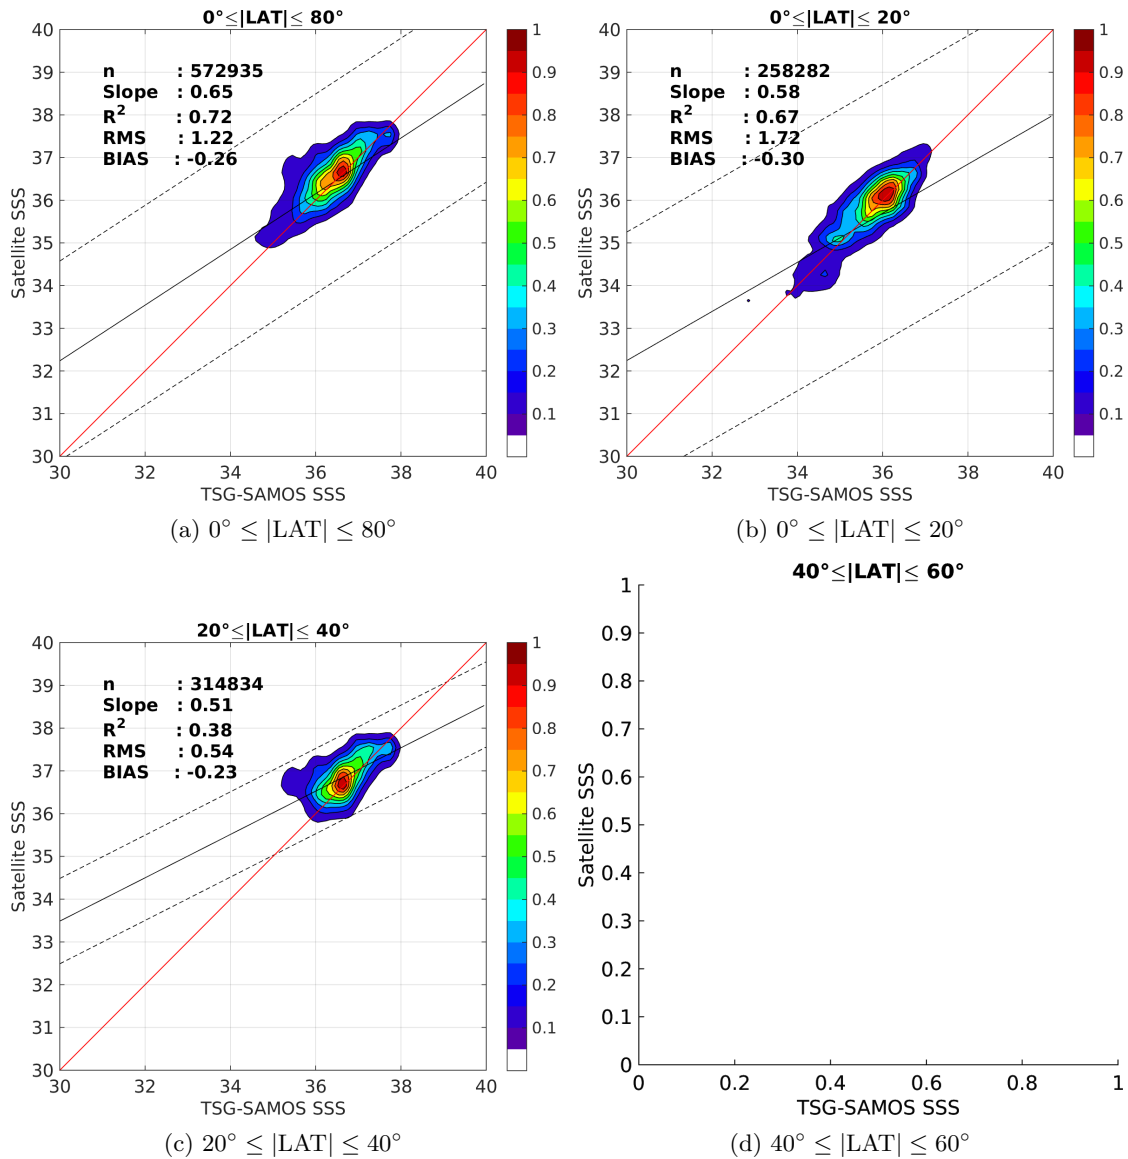 0°≤|LAT|≤ 80°
40
39
38
37
36
35
34
33
32
31
30
Satellite SSS
n : 572935
Slope : 0.65
R2 : 0.72
RMS : 1.22
BIAS : -0.26
30 32 34 36 38 40
TSG-SAMOS SSS
1
0.9
0.8
0.7
0.6
0.5
0.4
0.3
0.2
0.1
(a) 0° ≤ |LAT| ≤ 80°
0°≤|LAT|≤ 20°
40
39
38
37
36
35
34
33
32
31
30
Satellite SSS
n : 258282
Slope : 0.58
R2 : 0.67
RMS : 1.72
BIAS : -0.30
30 32 34 36 38 40
TSG-SAMOS SSS
1
0.9
0.8
0.7
0.6
0.5
0.4
0.3
0.2
0.1
(b) 0° ≤ |LAT| ≤ 20°
20°≤|LAT|≤ 40°
40
39
38
37
36
35
34
33
32
31
30
Satellite SSS
n : 314834
Slope : 0.51
R2 : 0.38
RMS : 0.54
BIAS : -0.23
30 32 34 36 38 40
TSG-SAMOS SSS
1
0.9
0.8
0.7
0.6
0.5
0.4
0.3
0.2
0.1
(c) 20° ≤ |LAT| ≤ 40°
40°≤|LAT|≤ 60°
1
0.9
0.8
0.7
0.6
0.5
0.4
0.3
0.2
0.1
0
Satellite SSS
0 0.2 0.4 0.6 0.8 1
TSG-SAMOS SSS
(d) 40° ≤ |LAT| ≤ 60°